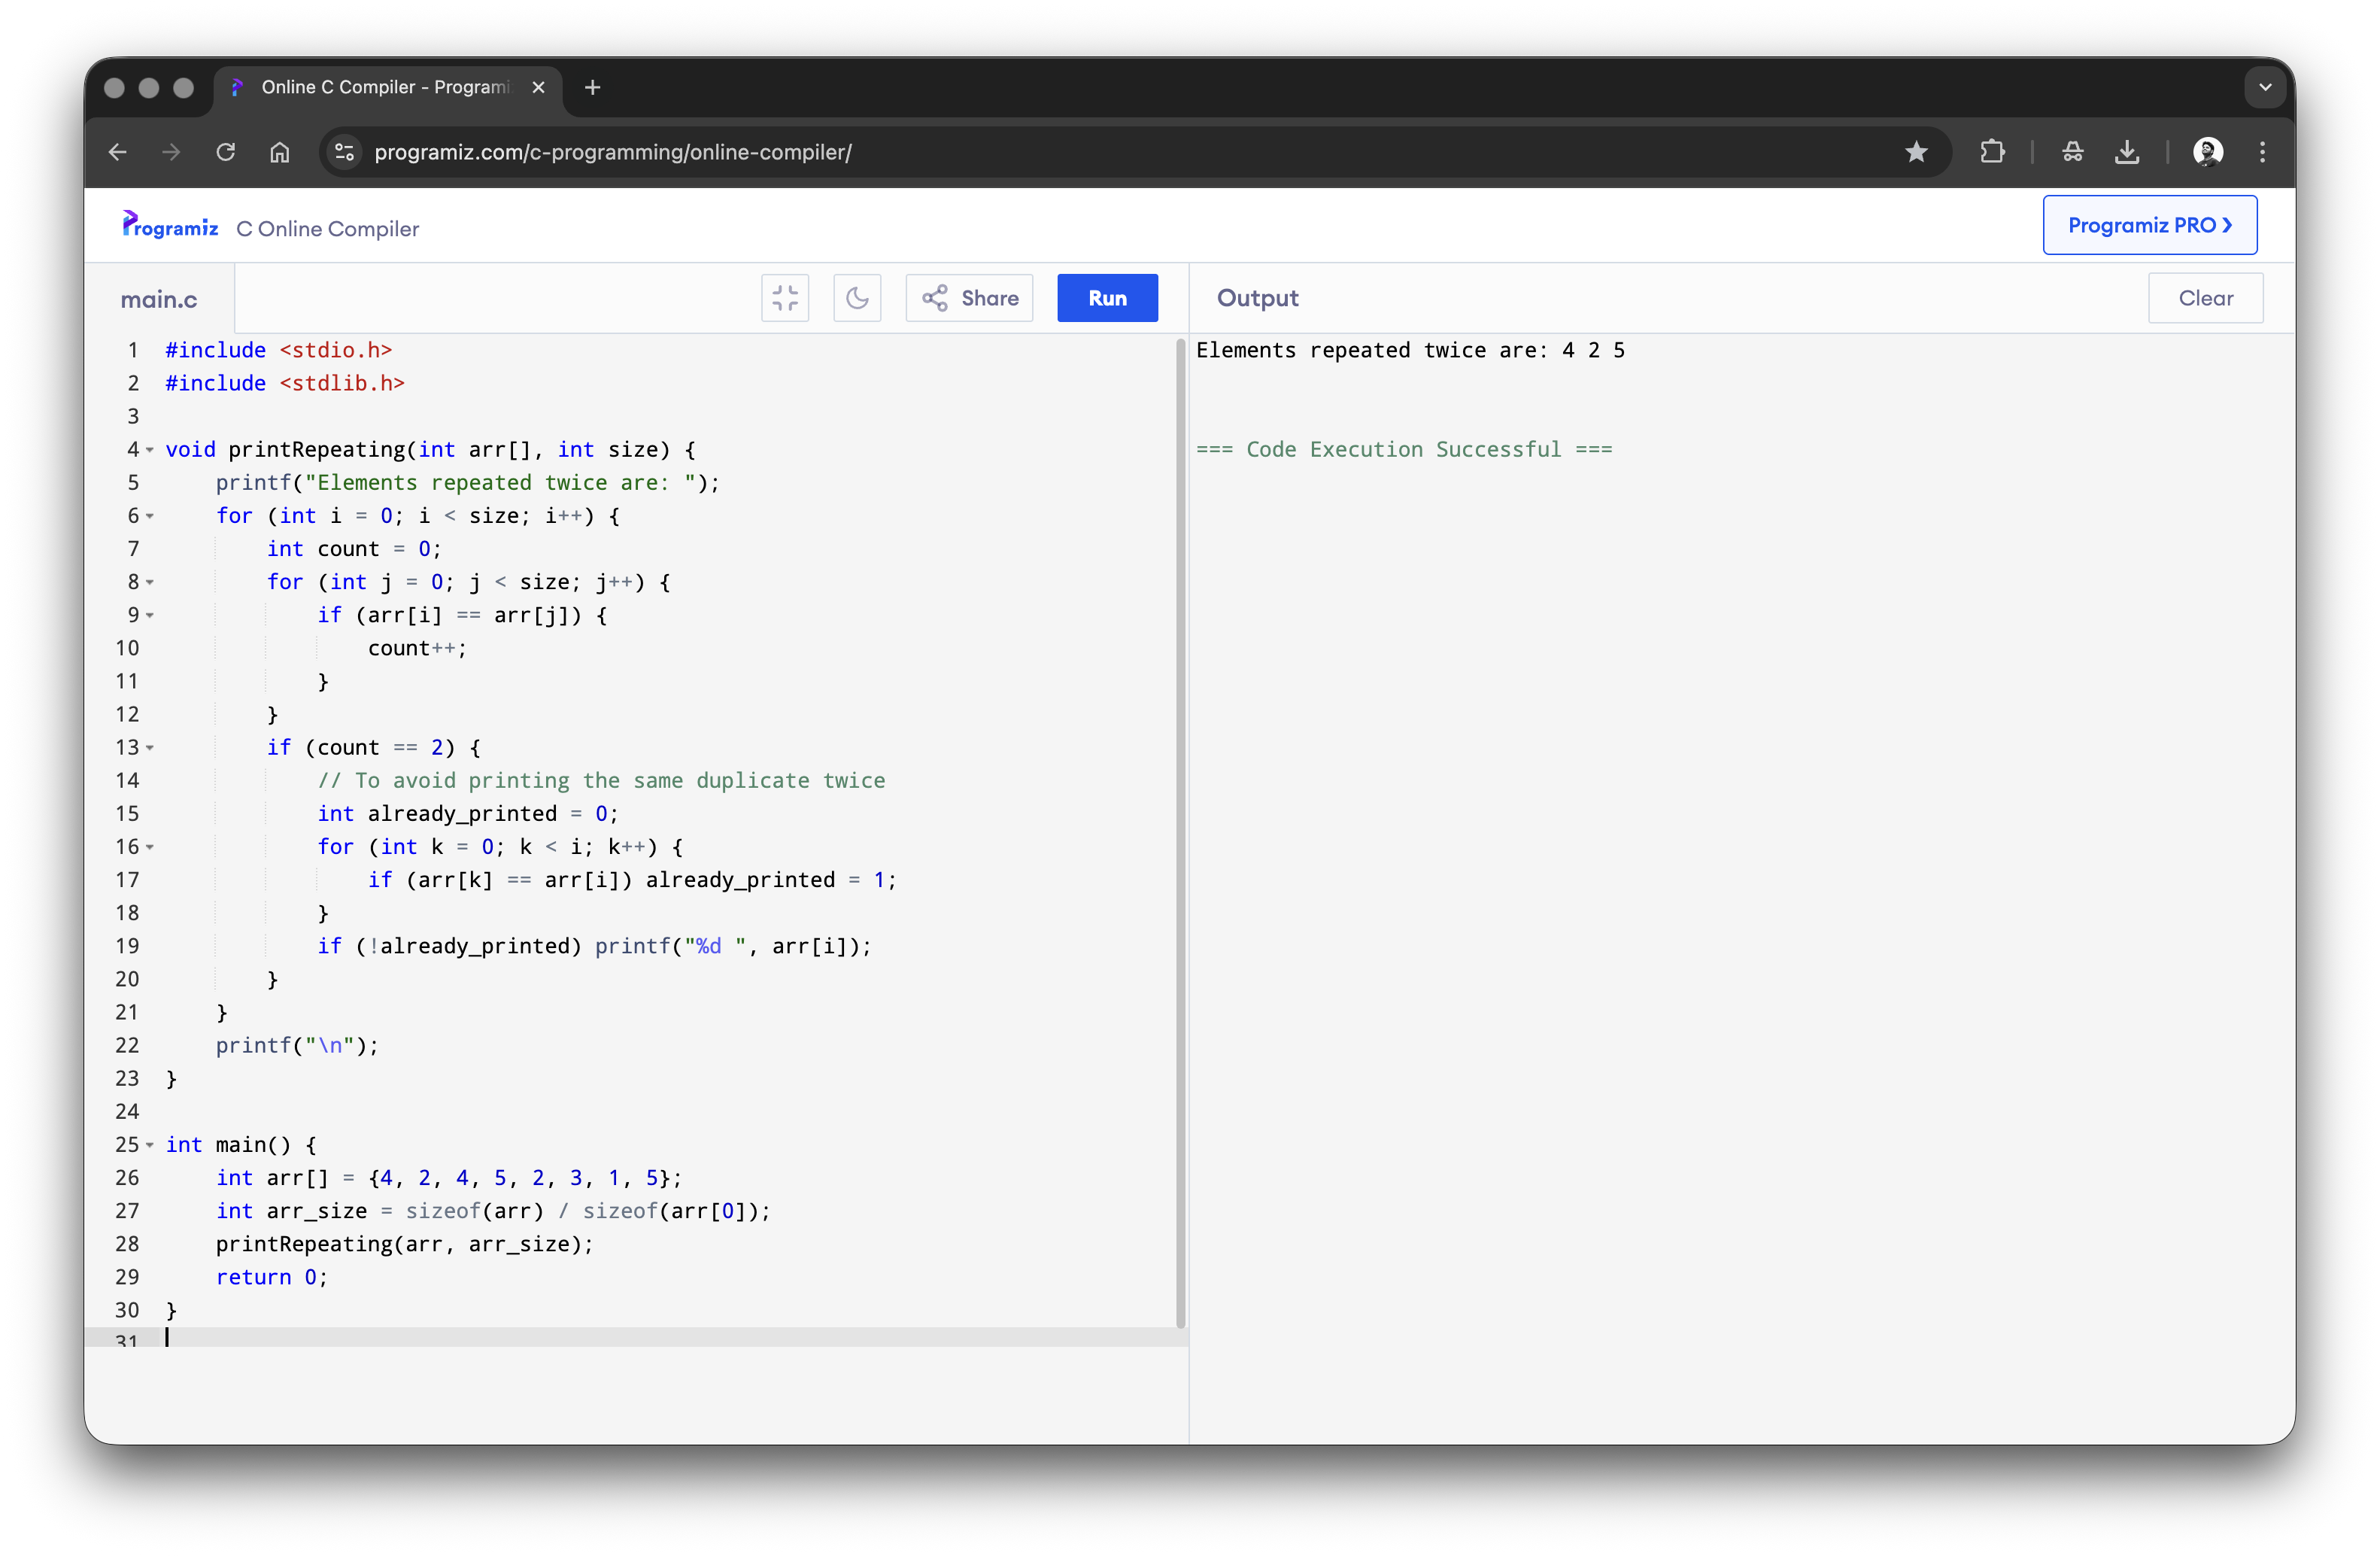 Online C Compiler - Programi
programiz.com/c-programming/online-compiler/
Programiz C Online Compiler
Programiz PRO
main.c
Share
Run
Output
Clear
1 #include <stdio.h>
2 #include <stdlib.h>
3
4 void printRepeating(int arr[], int size) {
5     printf("Elements repeated twice are: ");
6     for (int i = 0; i < size; i++) {
7         int count = 0;
8         for (int j = 0; j < size; j++) {
9             if (arr[i] == arr[j]) {
10                 count++;
11             }
12         }
13         if (count == 2) {
14             // To avoid printing the same duplicate twice
15             int already_printed = 0;
16             for (int k = 0; k < i; k++) {
17                 if (arr[k] == arr[i]) already_printed = 1;
18             }
19             if (!already_printed) printf("%d ", arr[i]);
20         }
21     }
22     printf("\n");
23 }
24
25 int main() {
26     int arr[] = {4, 2, 4, 5, 2, 3, 1, 5};
27     int arr_size = sizeof(arr) / sizeof(arr[0]);
28     printRepeating(arr, arr_size);
29     return 0;
30 }
31
Elements repeated twice are: 4 2 5
=== Code Execution Successful ===